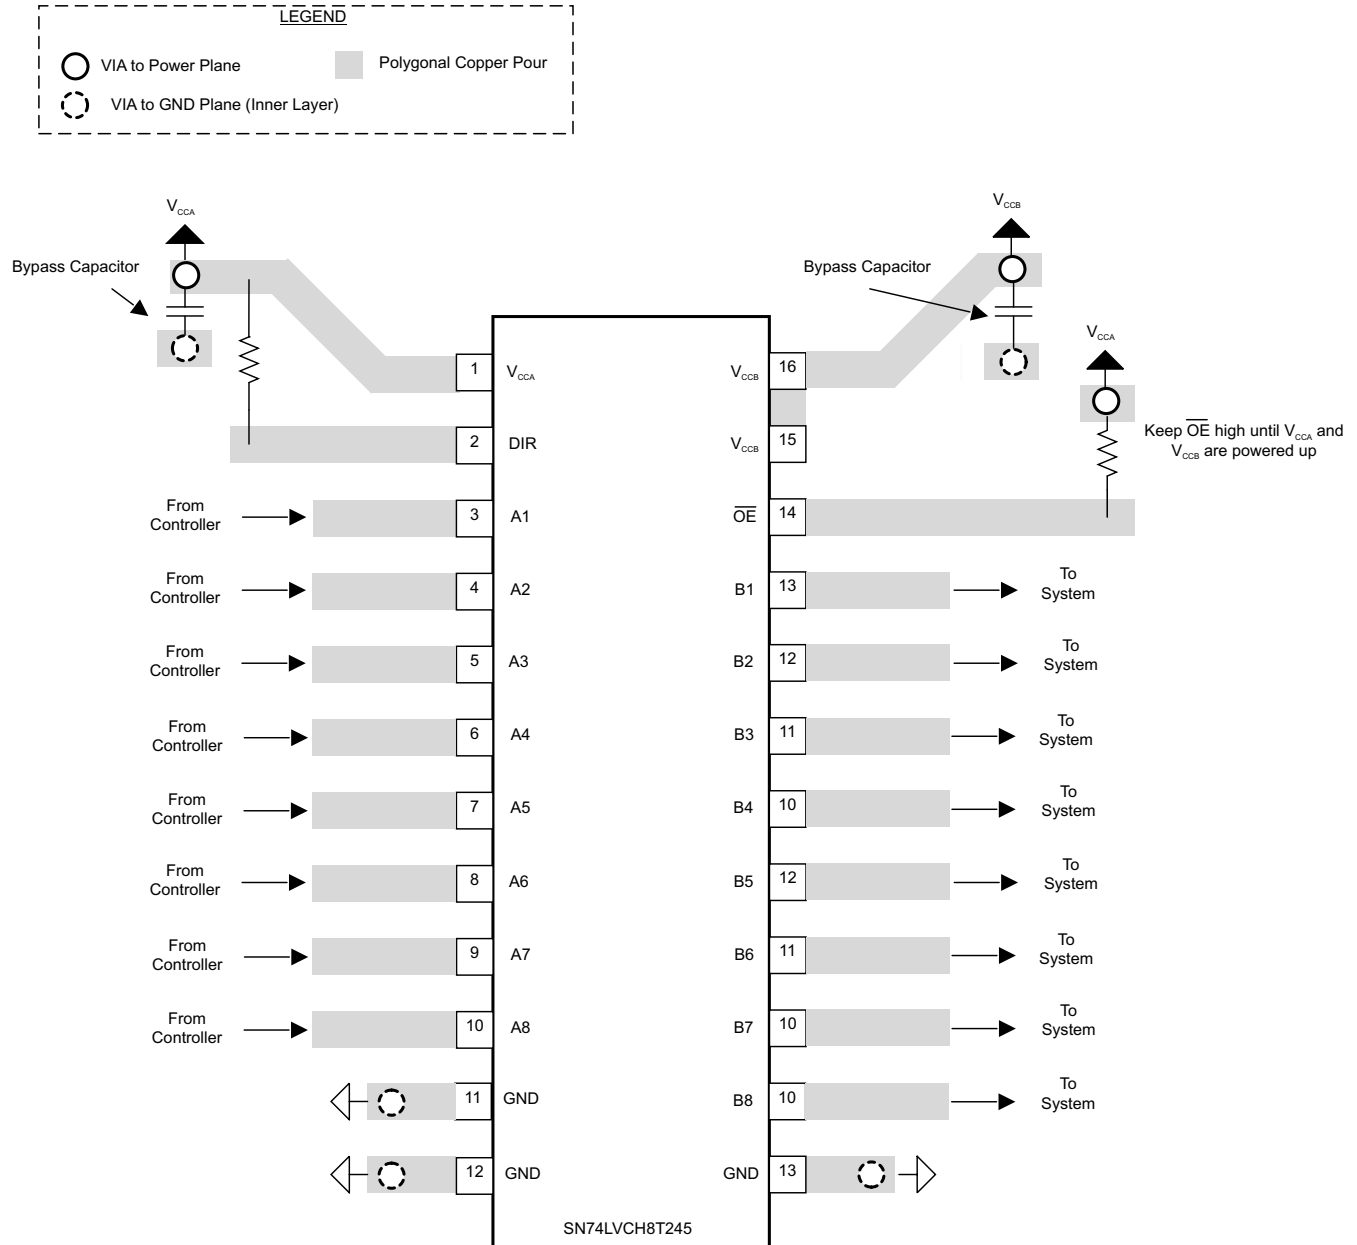 LEGEND
VIA to Power Plane
Polygonal Copper Pour
VIA to GND Plane (Inner Layer)
VCCA
VCCB
Bypass Capacitor
Bypass Capacitor
VCCA
Keep OE high until VCCA and
VCCB are powered up
1
VCCA
VCCB
16
2
DIR
VCCB
15
From
Controller
3
A1
OE
14
From
Controller
4
A2
B1
13
To
System
From
Controller
5
A3
B2
12
To
System
From
Controller
6
A4
B3
11
To
System
From
Controller
7
A5
B4
10
To
System
From
Controller
8
A6
B5
12
To
System
From
Controller
9
A7
B6
11
To
System
From
Controller
10
A8
B7
10
To
System
11
GND
B8
10
To
System
12
GND
GND
13
SN74LVCH8T245